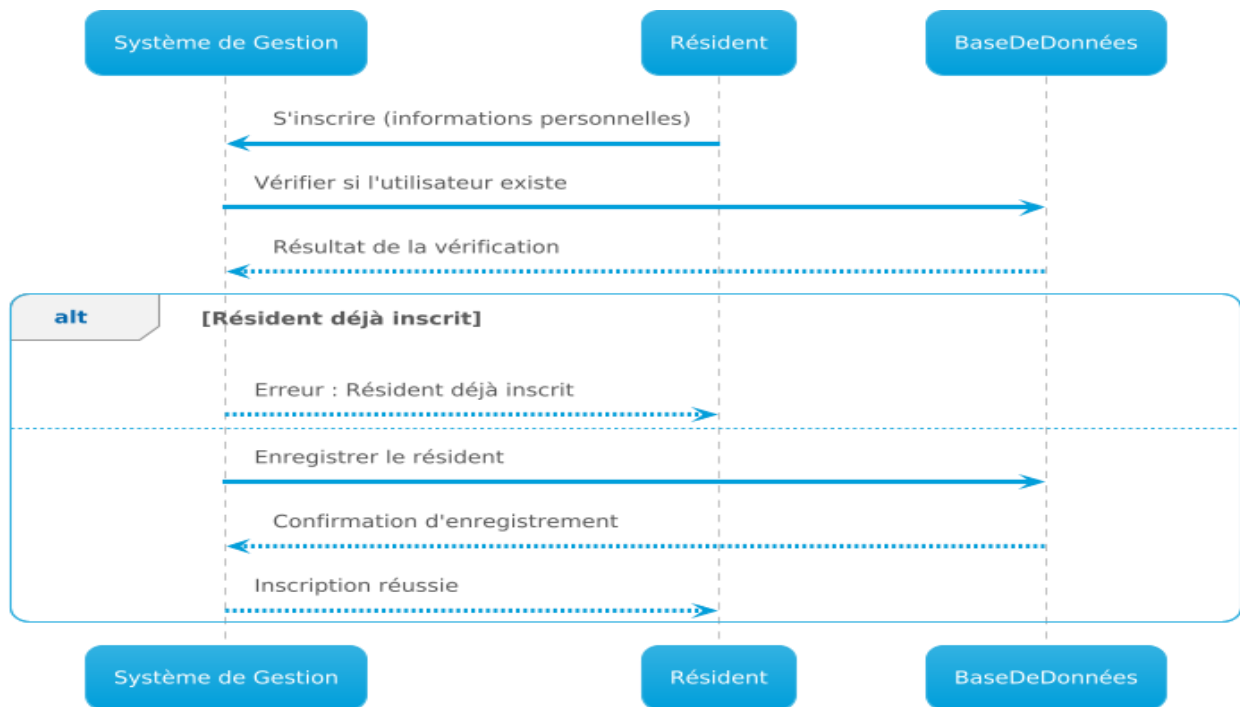 Système de Gestion
Résident
BaseDeDonnées
S'inscrire (informations personnelles)
Vérifier si l'utilisateur existe
Résultat de la vérification
alt
[Résident déjà inscrit]
Erreur : Résident déjà inscrit
Enregistrer le résident
Confirmation d'enregistrement
Inscription réussie
Système de Gestion
Résident
BaseDeDonnées